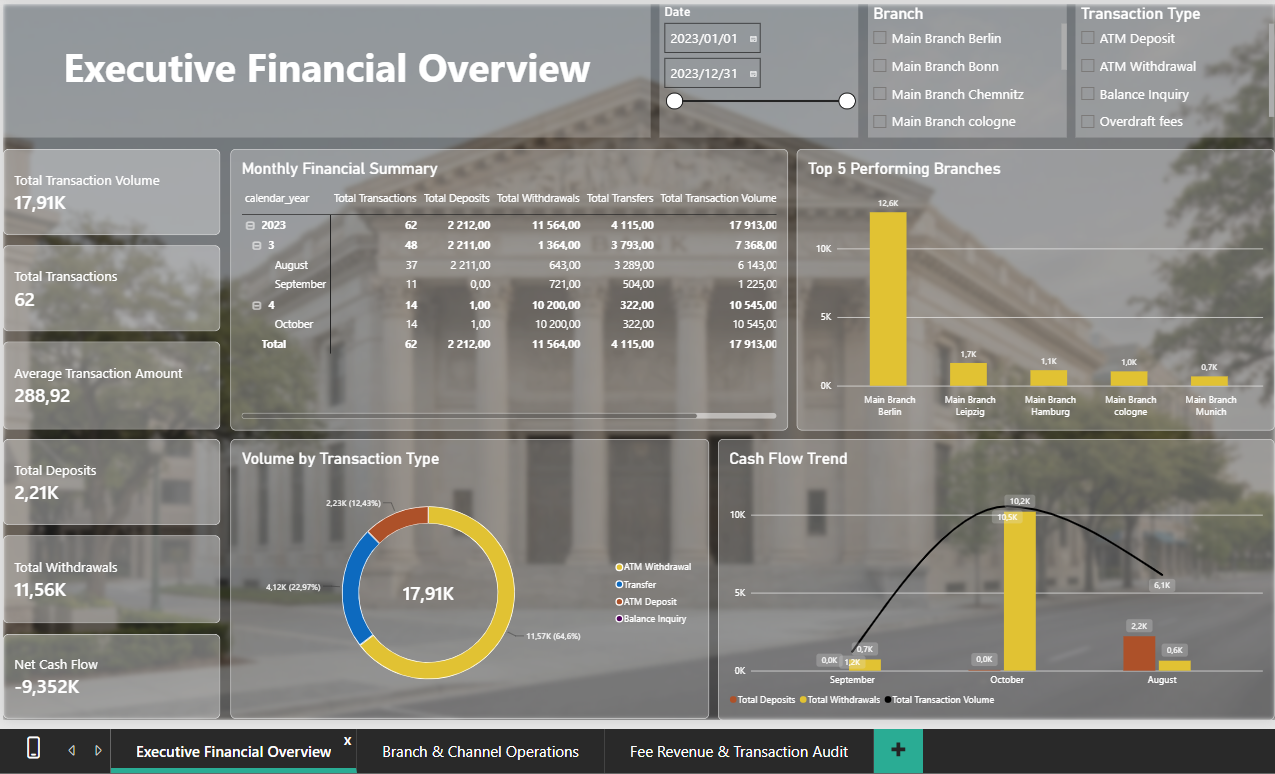 Executive Financial Overview
Date
2023/01/01
2023/12/31
Branch
Main Branch Berlin
Main Branch Bonn
Main Branch Chemnitz
Main Branch cologne
Transaction Type
ATM Deposit
ATM Withdrawal
Balance Inquiry
Overdraft fees
Total Transaction Volume
17,91K
Total Transactions
62
Average Transaction Amount
288,92
Total Deposits
2,21K
Total Withdrawals
11,56K
Net Cash Flow
-9,352K
Monthly Financial Summary
calendar_year Total Transactions Total Deposits Total Withdrawals Total Transfers Total Transaction Volume
2023 62 2 212,00 11 564,00 4 115,00 17 913,00
3 48 2 211,00 1 364,00 3 793,00 7 368,00
August 37 2 211,00 643,00 3 289,00 6 143,00
September 11 0,00 721,00 504,00 1 225,00
4 14 1,00 10 200,00 322,00 10 545,00
October 14 1,00 10 200,00 322,00 10 545,00
Total 62 2 212,00 11 564,00 4 115,00 17 913,00
Top 5 Performing Branches
12,6K
10K
5K
1,7K
1,1K
1,0K
0,7K
0K
Main Branch Berlin
Main Branch Leipzig
Main Branch Hamburg
Main Branch cologne
Main Branch Munich
Volume by Transaction Type
2,23K (12,43%)
4,12K (22,97%)
17,91K
11,57K (64,6%)
ATM Withdrawal
Transfer
ATM Deposit
Balance Inquiry
Cash Flow Trend
10,2K
10,5K
10K
5K
6,1K
2,2K
0,7K
0,6K
0,0K
1,2K
0,0K
0K
September October August
Total Deposits Total Withdrawals Total Transaction Volume
Executive Financial Overview x
Branch & Channel Operations
Fee Revenue & Transaction Audit
+